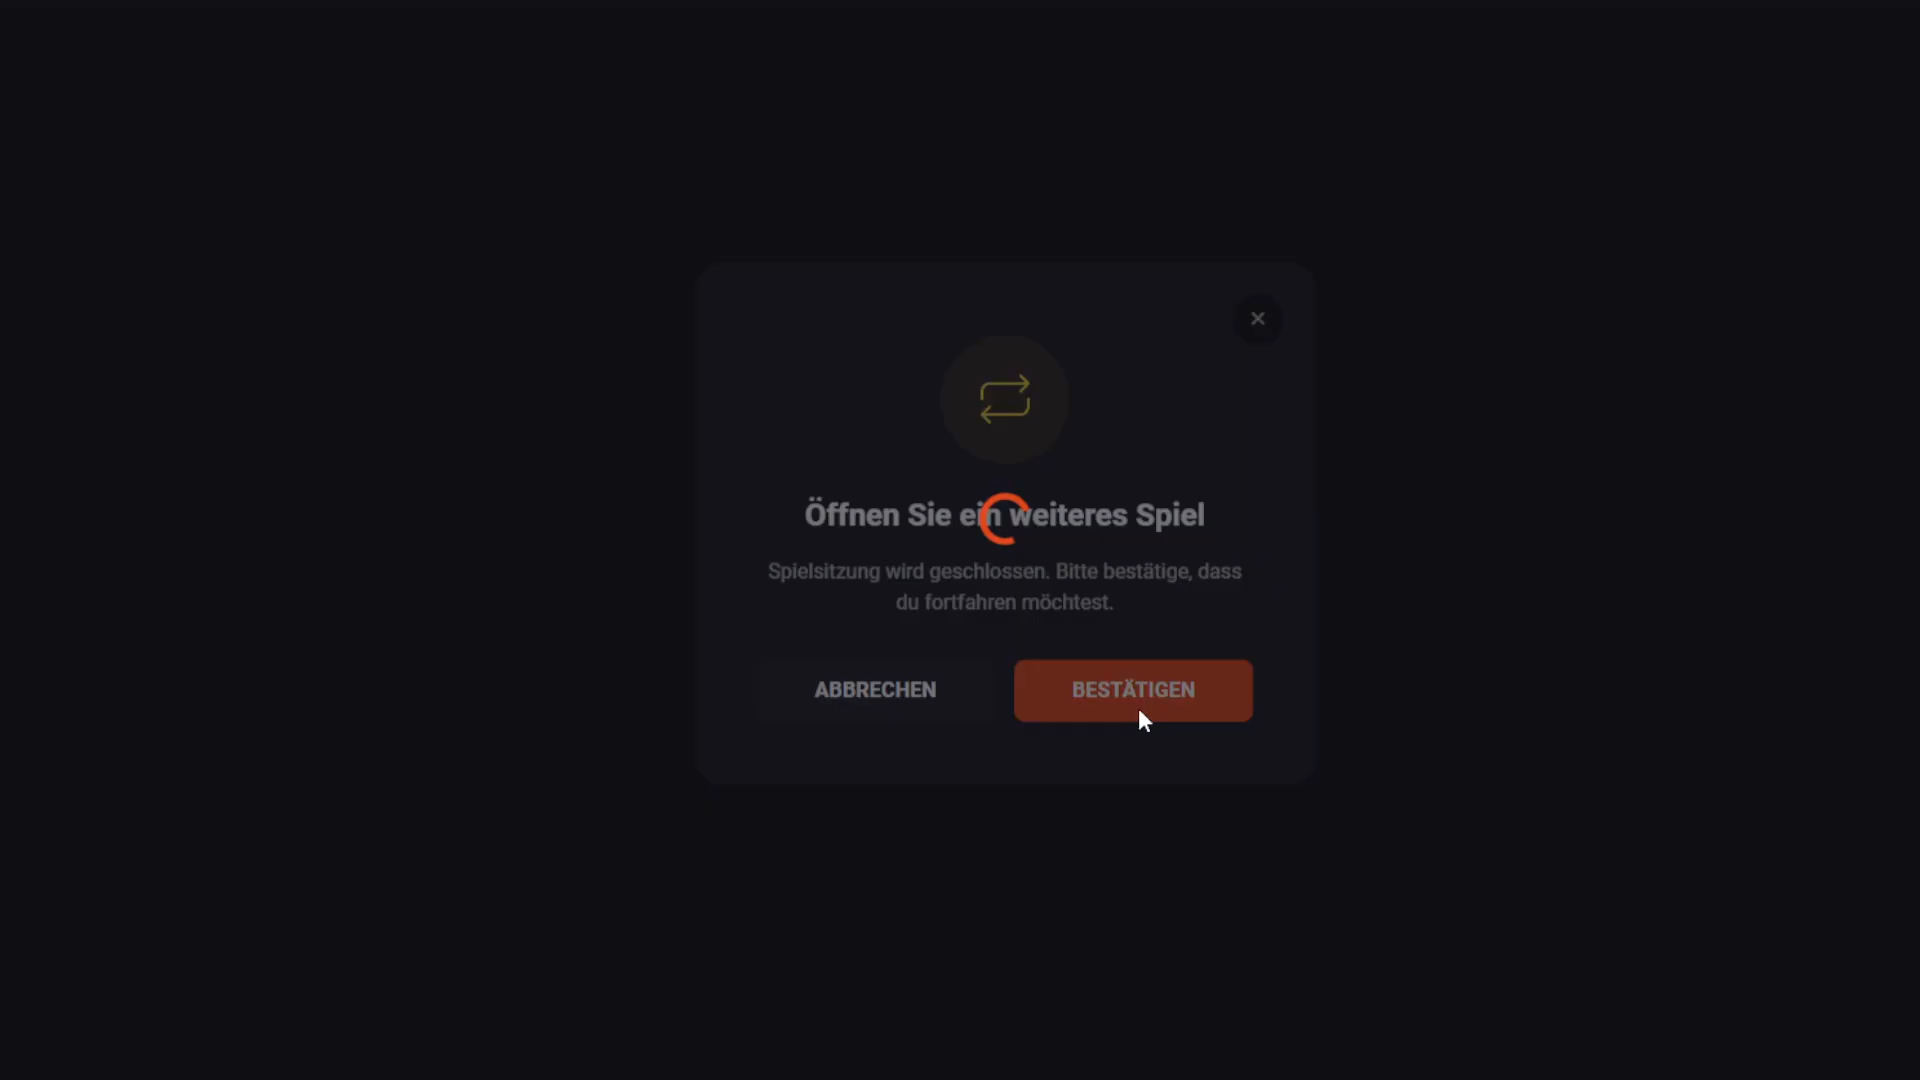 Öffnen Sie ein weiteres Spiel
Spielsitzung wird geschlossen. Bitte bestätige, dass
du fortfahren möchtest.
ABBRECHEN
BESTÄTIGEN